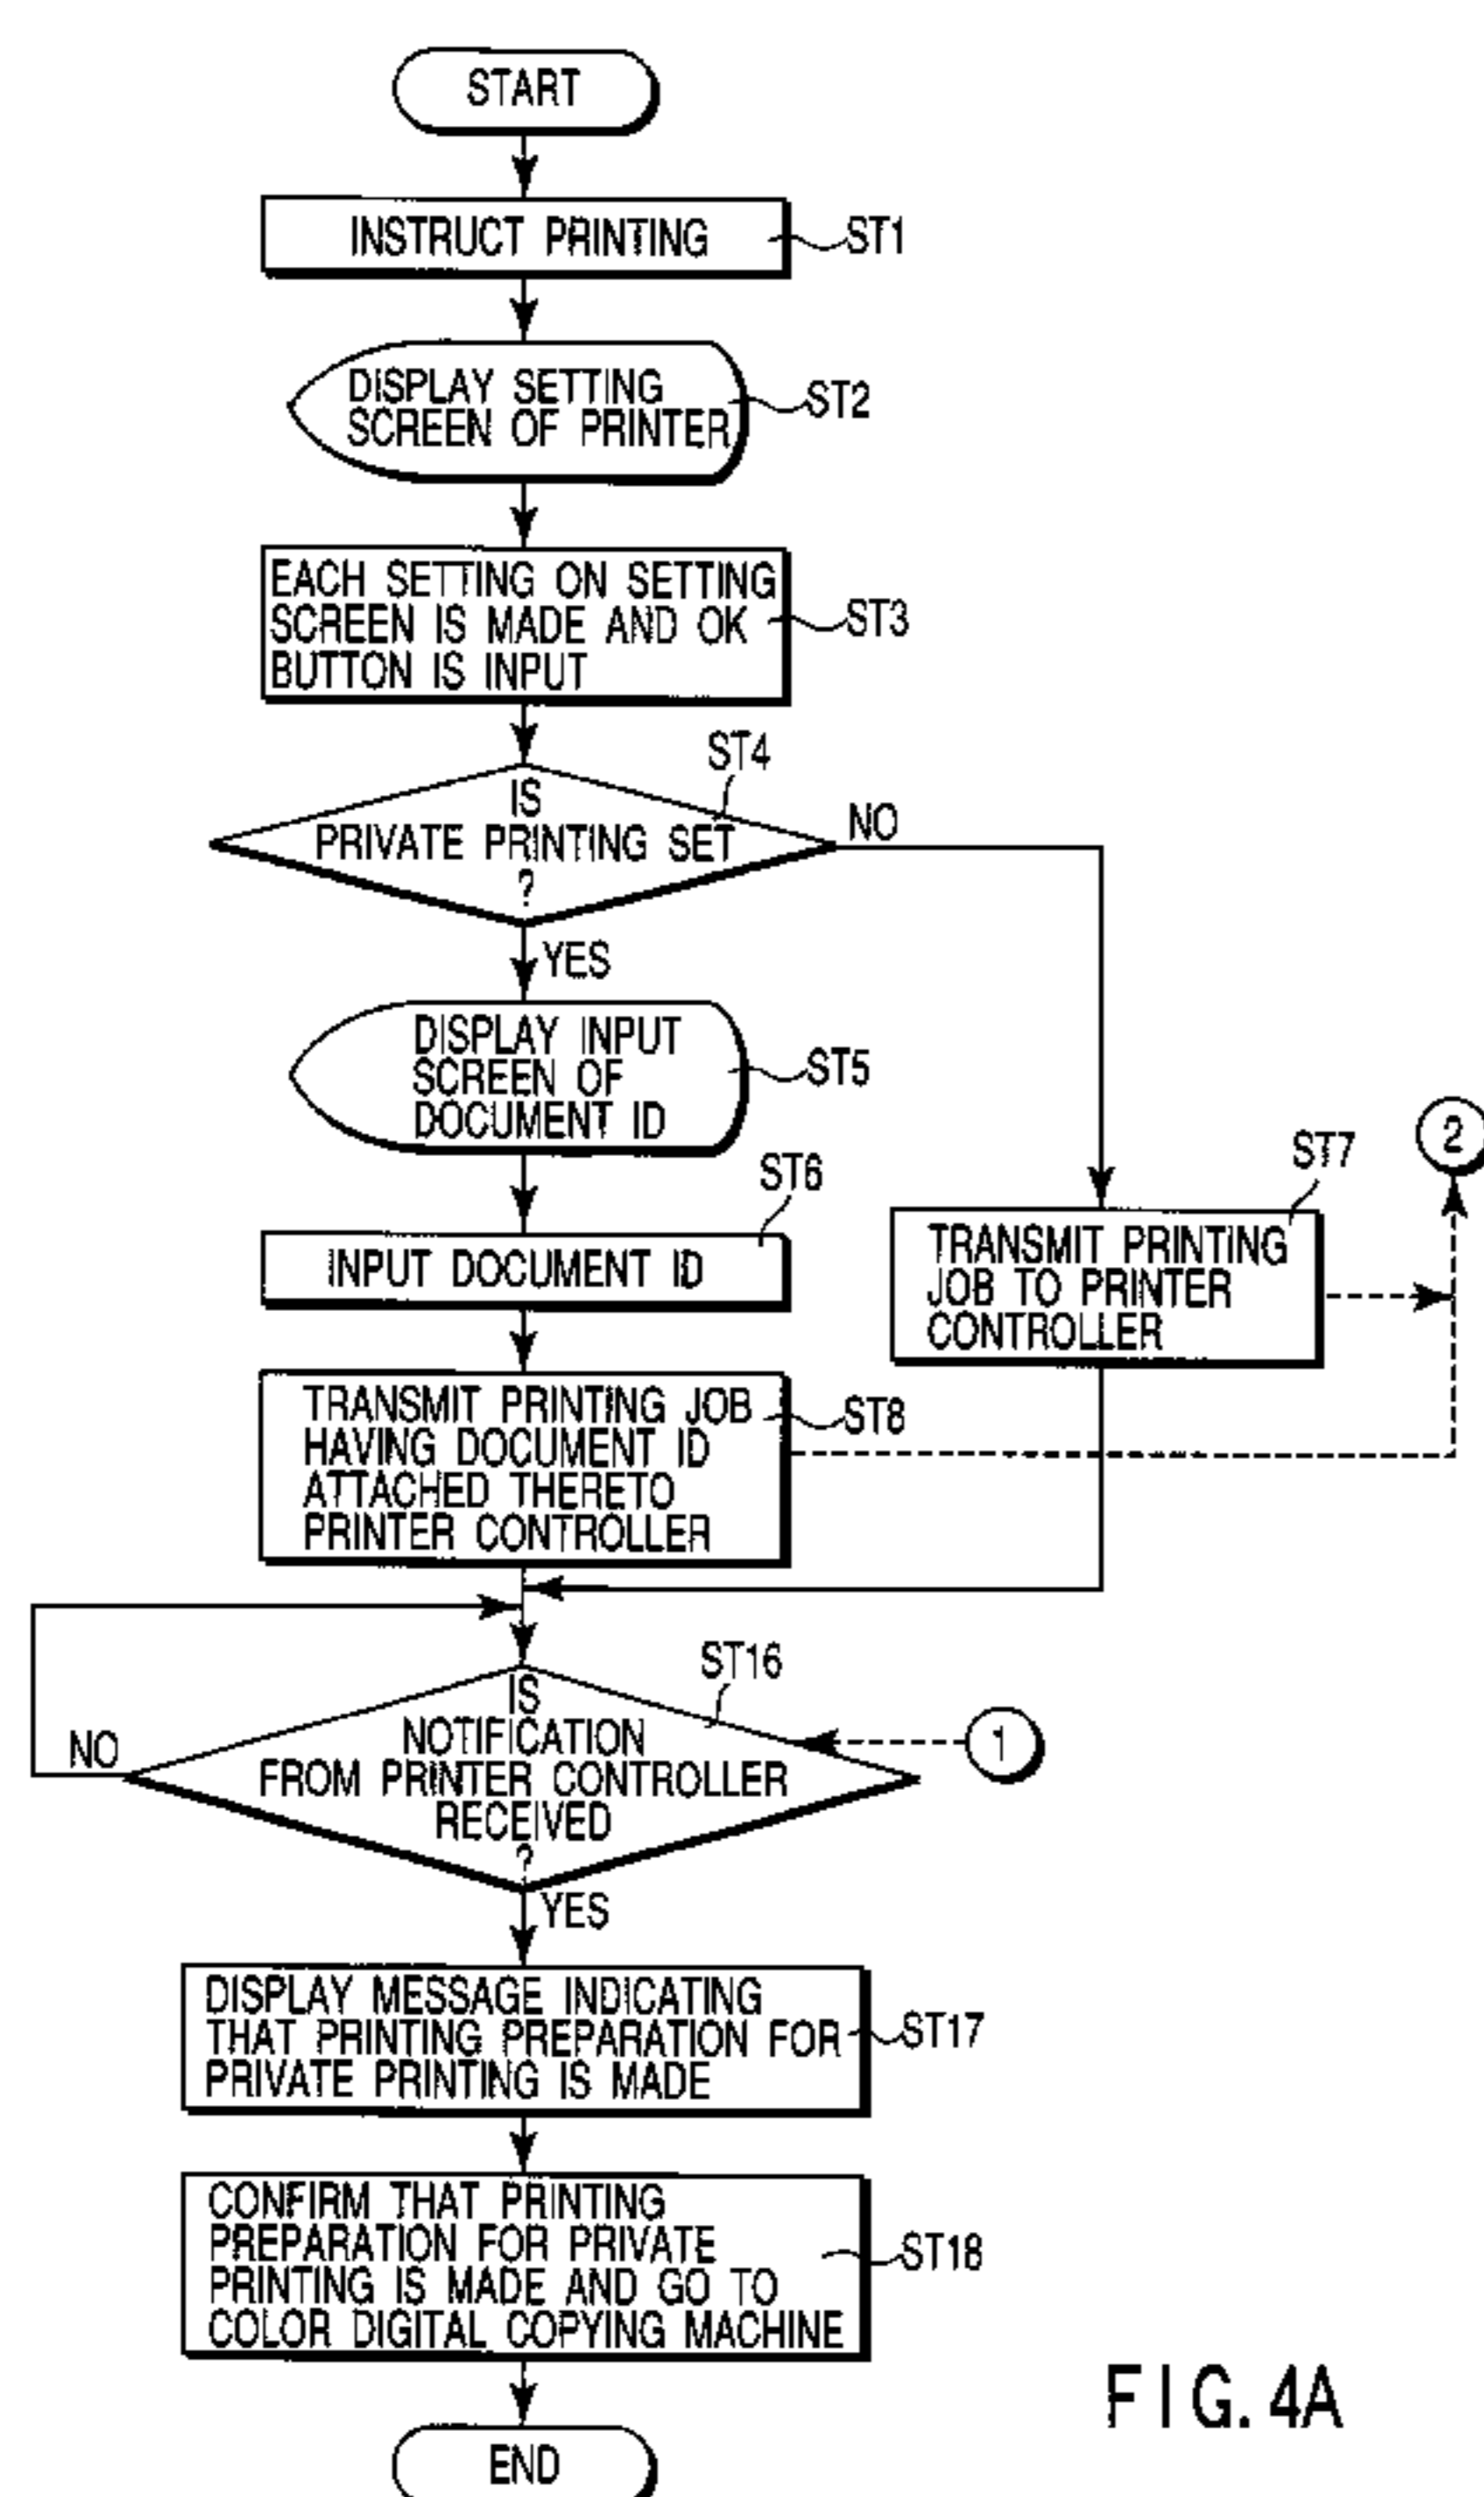 START
INSTRUCT PRINTING
ST1
DISPLAY SETTING
SCREEN OF PRINTER
ST2
EACH SETTING ON SETTING
SCREEN IS MADE AND OK
BUTTON IS INPUT
ST3
ST4
IS
PRIVATE PRINTING SET
?
NO
YES
DISPLAY INPUT
SCREEN OF
DOCUMENT ID
ST5
ST6
INPUT DOCUMENT ID
ST7
TRANSMIT PRINTING
JOB TO PRINTER
CONTROLLER
2
TRANSMIT PRINTING JOB
HAVING DOCUMENT ID
ATTACHED THERETO
PRINTER CONTROLLER
ST8
ST16
IS
NOTIFICATION
FROM PRINTER CONTROLLER
RECEIVED
?
1
NO
YES
DISPLAY MESSAGE INDICATING
THAT PRINTING PREPARATION FOR
PRIVATE PRINTING IS MADE
ST17
CONFIRM THAT PRINTING
PREPARATION FOR PRIVATE
PRINTING IS MADE AND GO TO
COLOR DIGITAL COPYING MACHINE
ST18
END
FIG. 4A